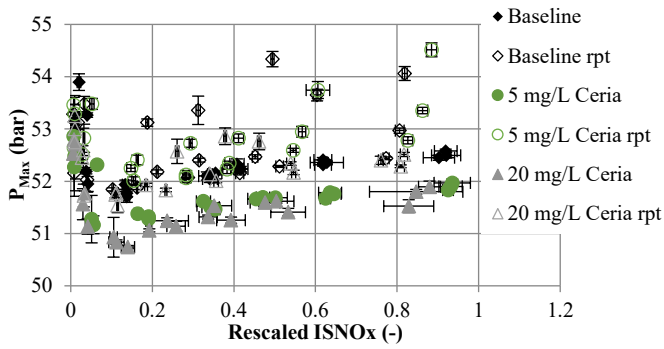 55
54
53
52
51
50
P_Max (bar)
0
0.2
0.4
0.6
0.8
1
1.2
Rescaled ISNOx (-)
Baseline
Baseline rpt
5 mg/L Ceria
5 mg/L Ceria rpt
20 mg/L Ceria
20 mg/L Ceria rpt